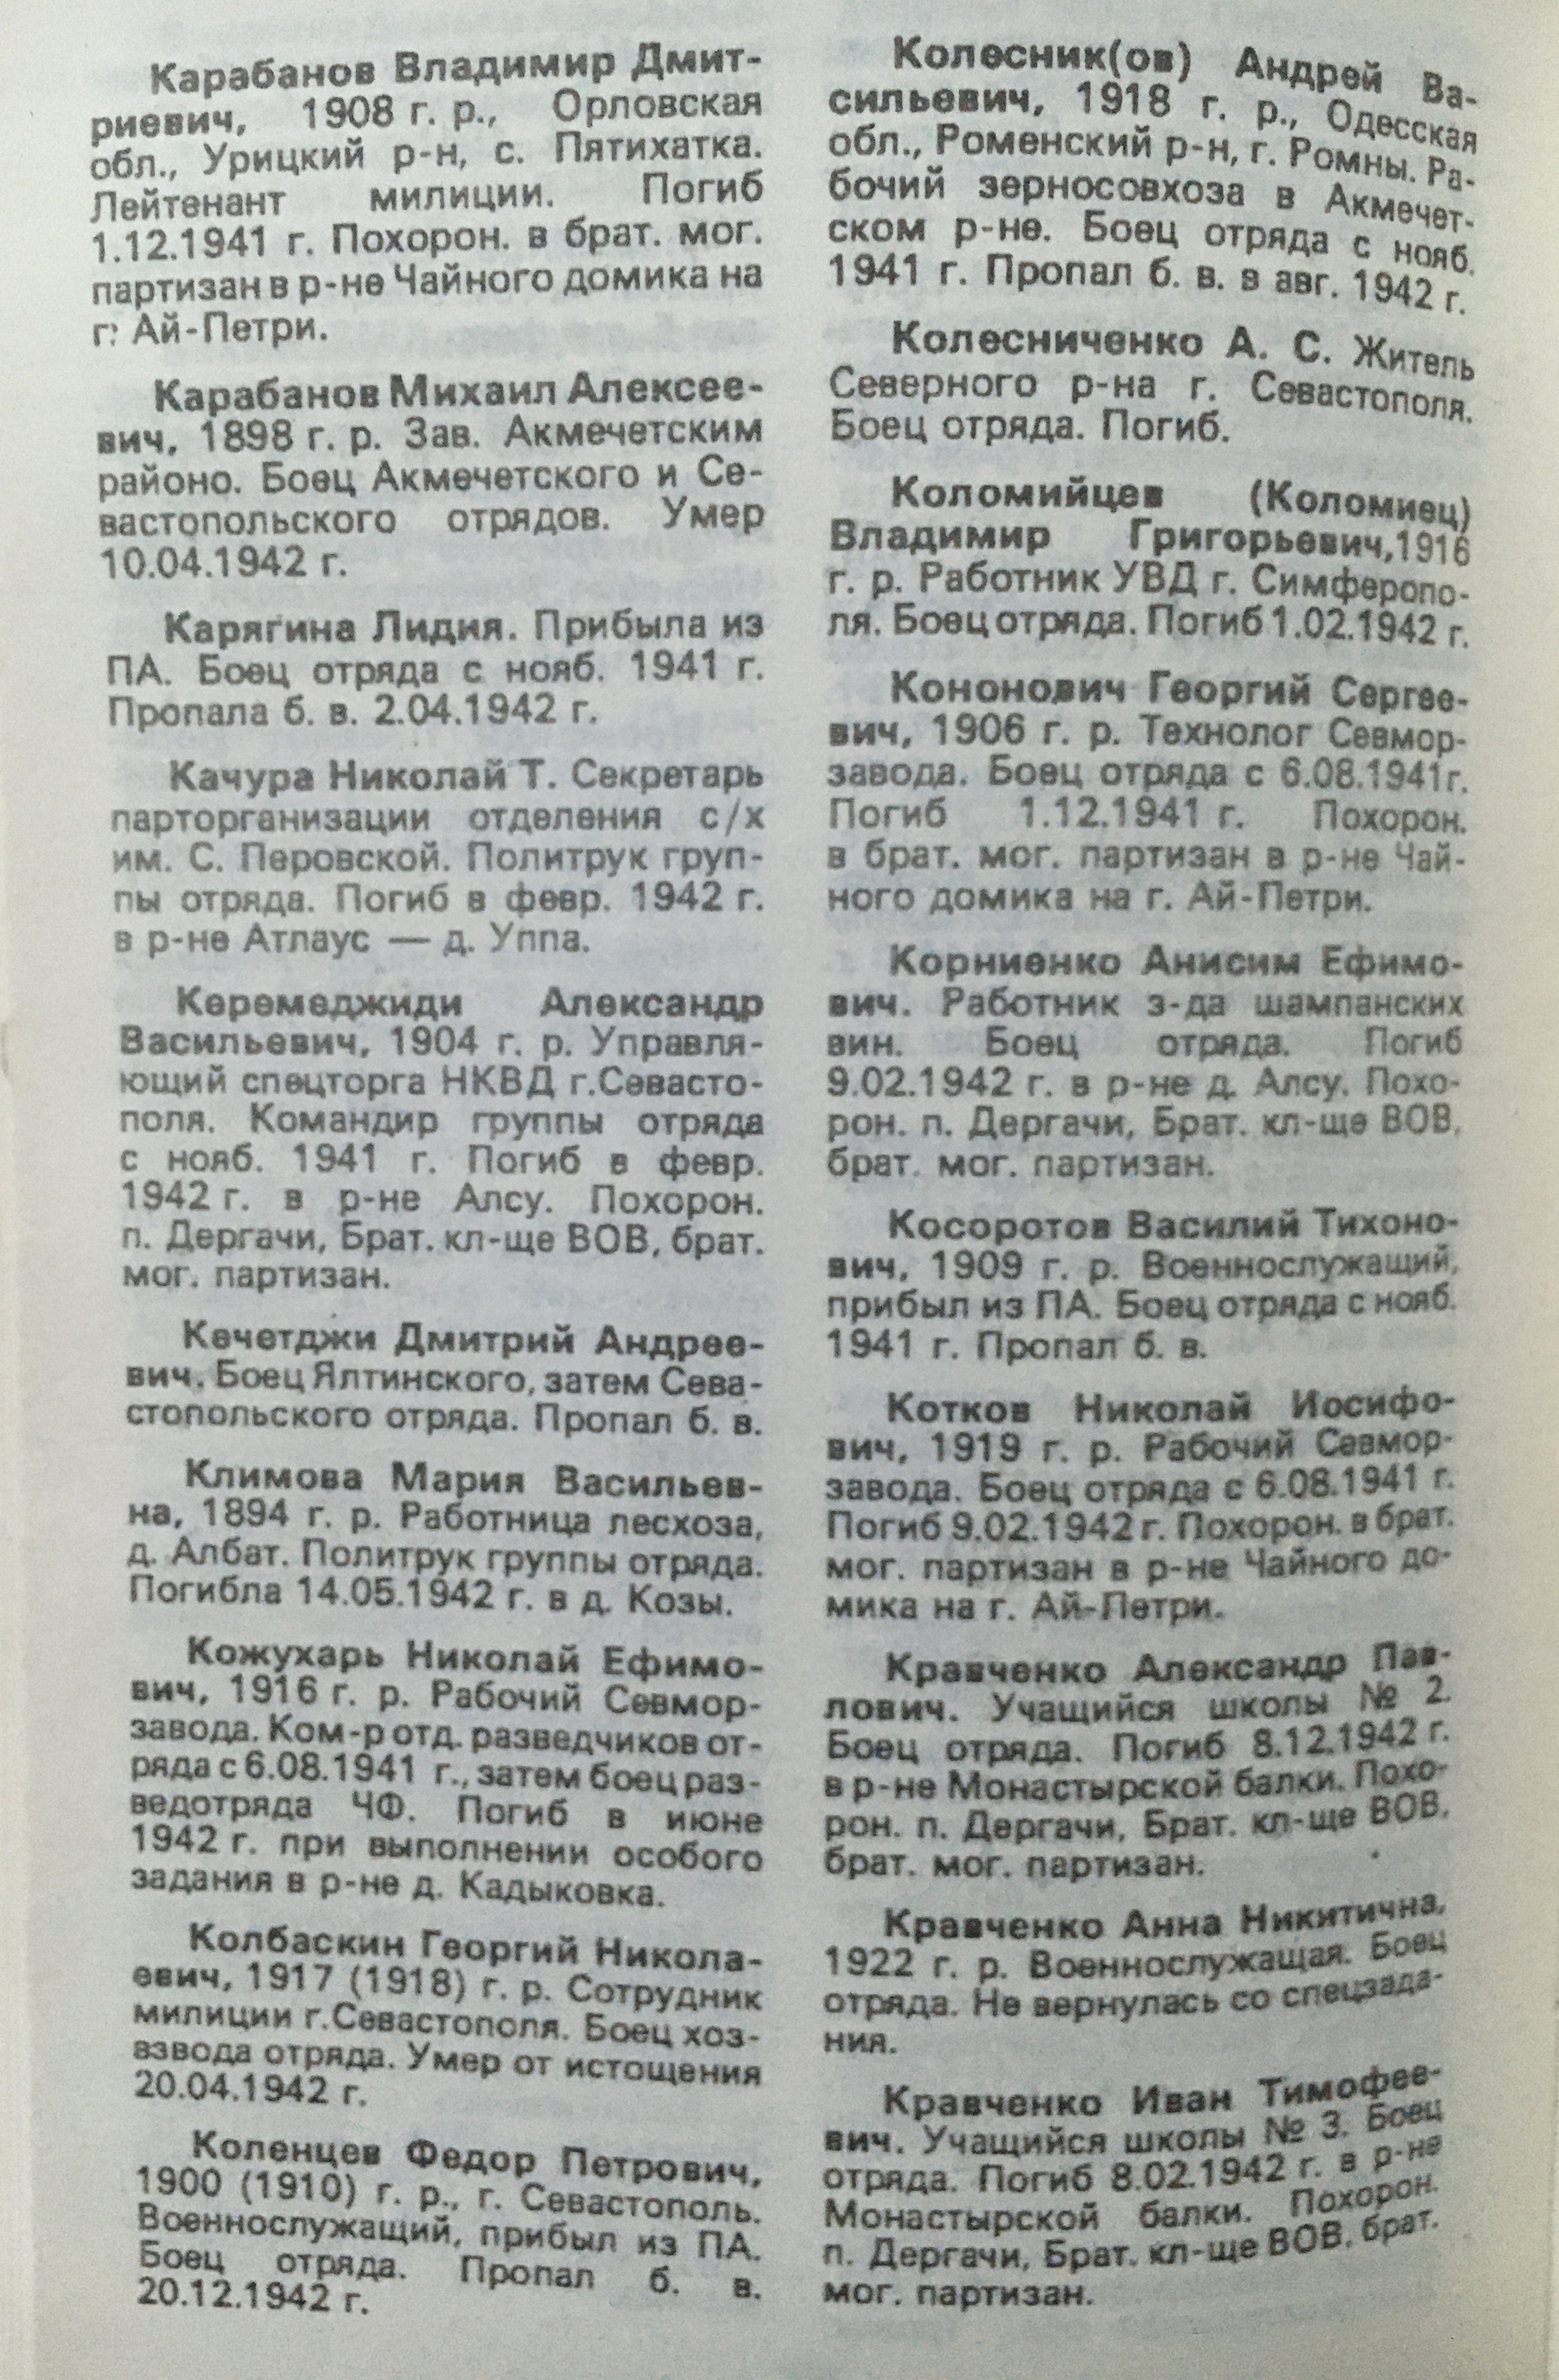 Карабанов Владимир Дмит-
риевич, 1908 г. р., Орловская
обл., Урицкий р-н, с. Пятихатка.
Лейтенант милиции. Погиб
1.12.1941 г. Похорон. в брат. мог.
партизан в р-не Чайного домика на
г. Ай-Петри.
Карабанов Михаил Алексее-
вич, 1898 г. р. Зав. Акмечетским
районо. Боец Акмечетского и Се-
вастопольского отрядов. Умер
10.04.1942 г.
Карягина Лидия. Прибыла из
ПА. Боец отряда с нояб. 1941 г.
Пропала б. в. 2.04.1942 г.
Качура Николай Т. Секретарь
парторганизации отделения с/х
им. С. Перовской. Политрук груп-
пы отряда. Погиб в февр. 1942 г.
в р-не Атлаус — д. Уппа.
Керемеджиди Александр
Васильевич, 1904 г. р. Управля-
ющий спецторга НКВД г.Севасто-
поля. Командир группы отряда
с нояб. 1941 г. Погиб в февр.
1942 г. в р-не Алсу. Похорон.
п. Дергачи, Брат. кл-ще ВОВ, брат.
мог. партизан.
Кечетджи Дмитрий Андрее-
вич. Боец Ялтинского, затем Сева-
стопольского отряда. Пропал б. в.
Климова Мария Васильев-
на, 1894 г. р. Работница лесхоза,
д. Албат. Политрук группы отряда.
Погибла 14.05.1942 г. в д. Козы.
Кожухарь Николай Ефимо-
вич, 1916 г. р. Рабочий Севмор-
завода. Ком-р отд. разведчиков от-
ряда с 6.08.1941 г., затем боец раз-
ведотряда ЧФ. Погиб в июне
1942 г. при выполнении особого
задания в р-не д. Кадыковка.
Колбаскин Георгий Никола-
евич, 1917 (1918) г. р. Сотрудник
милиции г.Севастополя. Боец хоз-
взвода отряда. Умер от истощения
20.04.1942 г.
Коленцев Федор Петрович,
1900 (1910) г. р., г. Севастополь.
Военнослужащий, прибыл из ПА.
Боец отряда. Пропал б. в.
20.12.1942 г.
Колесник(ов) Андрей Ва-
сильевич, 1918 г. р., Одесская
обл., Роменский р-н, г. Ромны. Ра-
бочий зерносовхоза в Акмечет-
ском р-не. Боец отряда с нояб.
1941 г. Пропал б. в. в авг. 1942 г.
Колесниченко А. С. Житель
Северного р-на г. Севастополя.
Боец отряда. Погиб.
Коломийцев (Коломиец)
Владимир Григорьевич,1916
г. р. Работник УВД г. Симферопо-
ля. Боец отряда. Погиб 1.02.1942 г.
Кононович Георгий Сергее-
вич, 1906 г. р. Технолог Севмор-
завода. Боец отряда с 6.08.1941г.
Погиб 1.12.1941 г. Похорон.
в брат. мог. партизан в р-не Чай-
ного домика на г. Ай-Петри.
Корниенко Анисим Ефимо-
вич. Работник з-да шампанских
вин. Боец отряда. Погиб
9.02.1942 г. в р-не д. Алсу. Похо-
рон. п. Дергачи, Брат. кл-ще ВОВ,
брат. мог. партизан.
Косоротов Василий Тихоно-
вич, 1909 г. р. Военнослужащий,
прибыл из ПА. Боец отряда с нояб.
1941 г. Пропал б. в.
Котков Николай Иосифо-
вич, 1919 г. р. Рабочий Севмор-
завода. Боец отряда с 6.08.1941 г.
Погиб 9.02.1942 г. Похорон. в брат.
мог. партизан в р-не Чайного до-
мика на г. Ай-Петри.
Кравченко Александр Пав-
лович. Учащийся школы № 2.
Боец отряда. Погиб 8.12.1942 г.
в р-не Монастырской балки. Похо-
рон. п. Дергачи, Брат. кл-ще ВОВ,
брат. мог. партизан.
Кравченко Анна Никитична,
1922 г. р. Военнослужащая. Боец
отряда. Не вернулась со спецзада-
ния.
Кравченко Иван Тимофее-
вич. Учащийся школы № 3. Боец
отряда. Погиб 8.02.1942 г. в р-не
Монастырской балки. Похорон.
п. Дергачи, Брат. кл-ще ВОВ, брат.
мог. партизан.